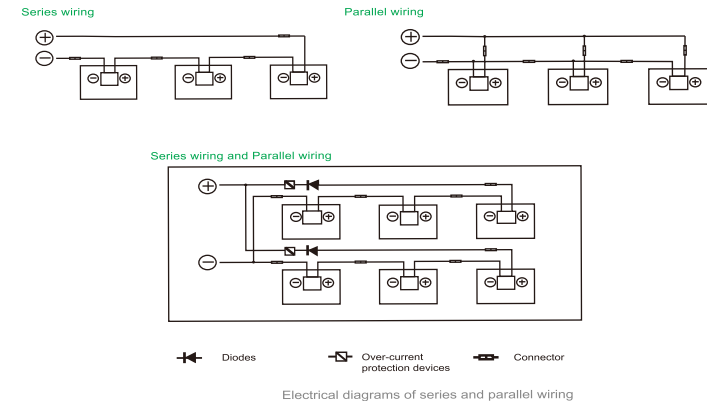 Series wiring
Parallel wiring
Series wiring and Parallel wiring
Diodes
Over-current
protection devices
Connector
Electrical diagrams of series and parallel wiring